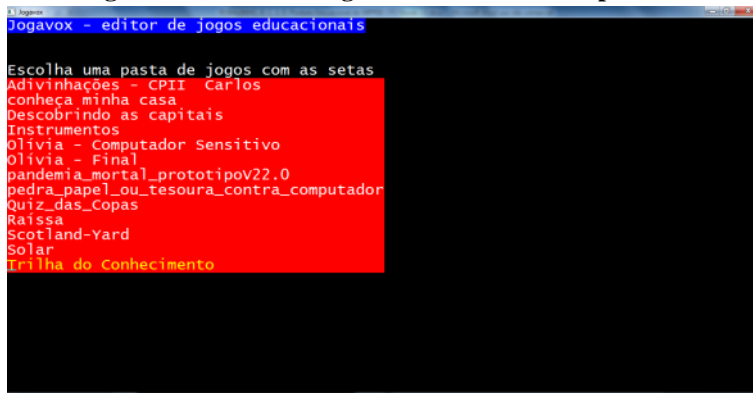 Jogavox
Jogavox - editor de jogos educacionais
Escolha uma pasta de jogos com as setas
Adivinhações - CPII  Carlos
conheça minha casa
Descobrindo as capitais
Instrumentos
Olívia - Computador Sensitivo
Olívia - Final
pandemia_mortal_prototipoV22.0
pedra_papel_ou_tesoura_contra_computador
Quiz_das_Copas
Raíssa
Scotland-Yard
Solar
Trilha do Conhecimento